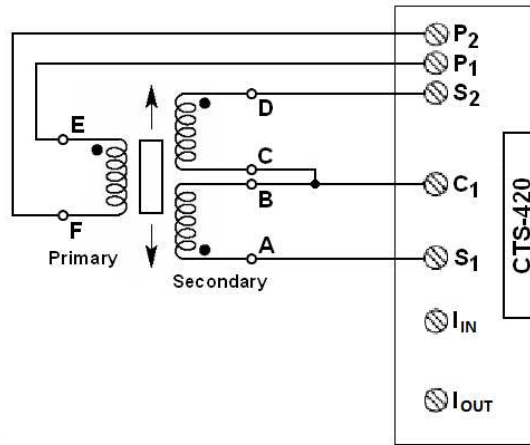 P2
P1
S2
D
E
C
C1
B
F
A
S1
Primary
Secondary
CTS-420
IIN
IOUT